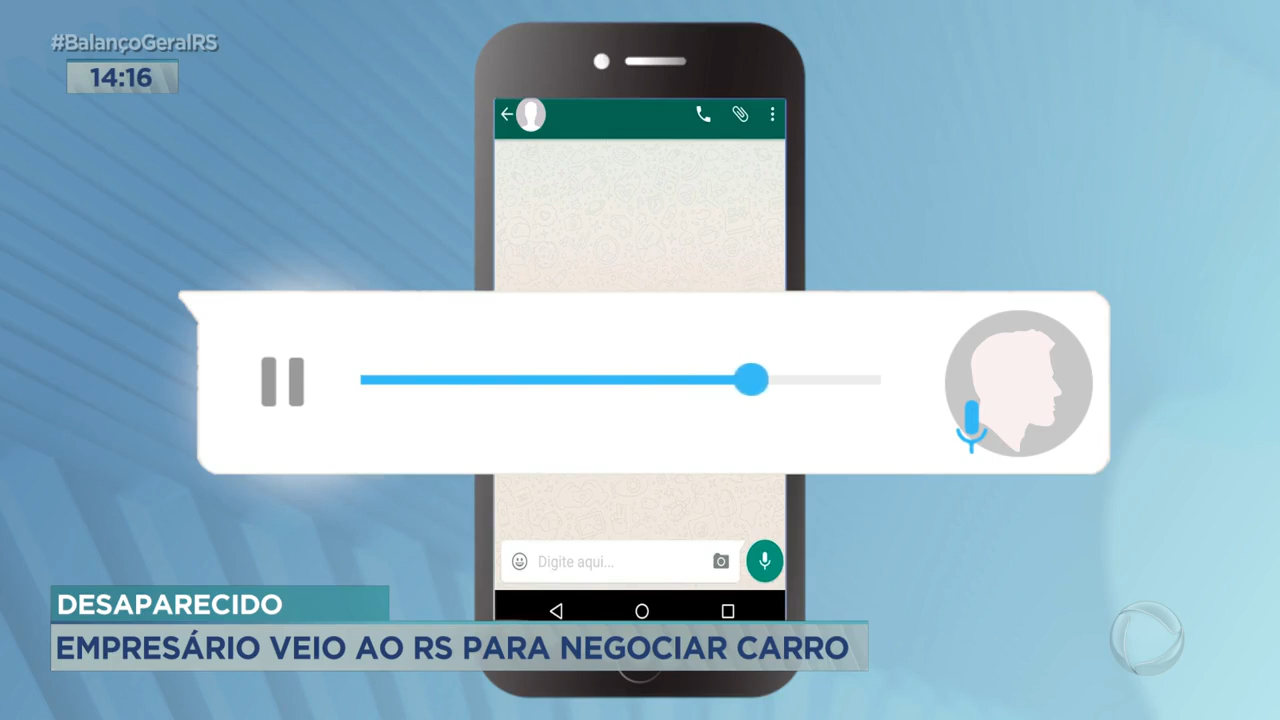 #BalançoGeralRS
14:16
Digite aqui...
DESAPARECIDO
EMPRESÁRIO VEIO AO RS PARA NEGOCIAR CARRO